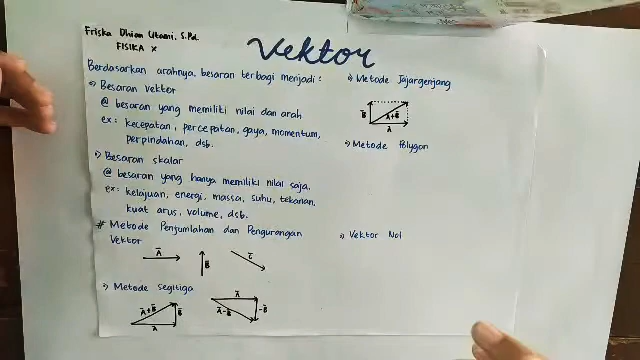 Friska Dhian Utami, S.Pd.
FISIKA X
Vektor
Berdasarkan arahnya, besaran terbagi menjadi :
Besaran vektor
@ besaran yang memiliki nilai dan arah
ex : kecepatan, percepatan, gaya, momentum,
perpindahan, dsb.
Besaran skalar
@ besaran yang hanya memiliki nilai saja.
ex : kelajuan, energi, massa, suhu, tekanan,
kuat arus, volume, dsb.
# Metode Penjumlahan dan Pengurangan
Vektor
A B C
Metode Segitiga
A+B B A
A A-B -B
Metode Jajargenjang
B A+B A
Metode Polygon
Vektor Nol